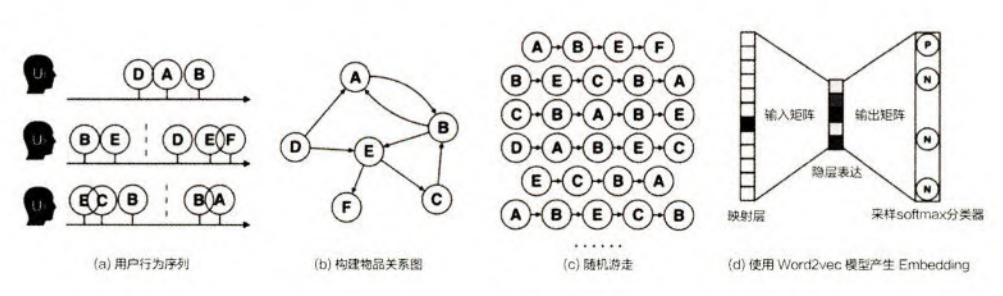 U₁
D A B
U₂
B E D E F
U₃
E C B B A
(a) 用户行为序列
A
B
D
E
C
F
(b) 构建物品关系图
A B E F
B E C B A
C B A B E
D A B E C
E C B A
A B E C B
······
(c) 随机游走
P
N
N
N
输入矩阵
输出矩阵
隐层表达
映射层
采样softmax分类器
(d) 使用 Word2vec 模型产生 Embedding